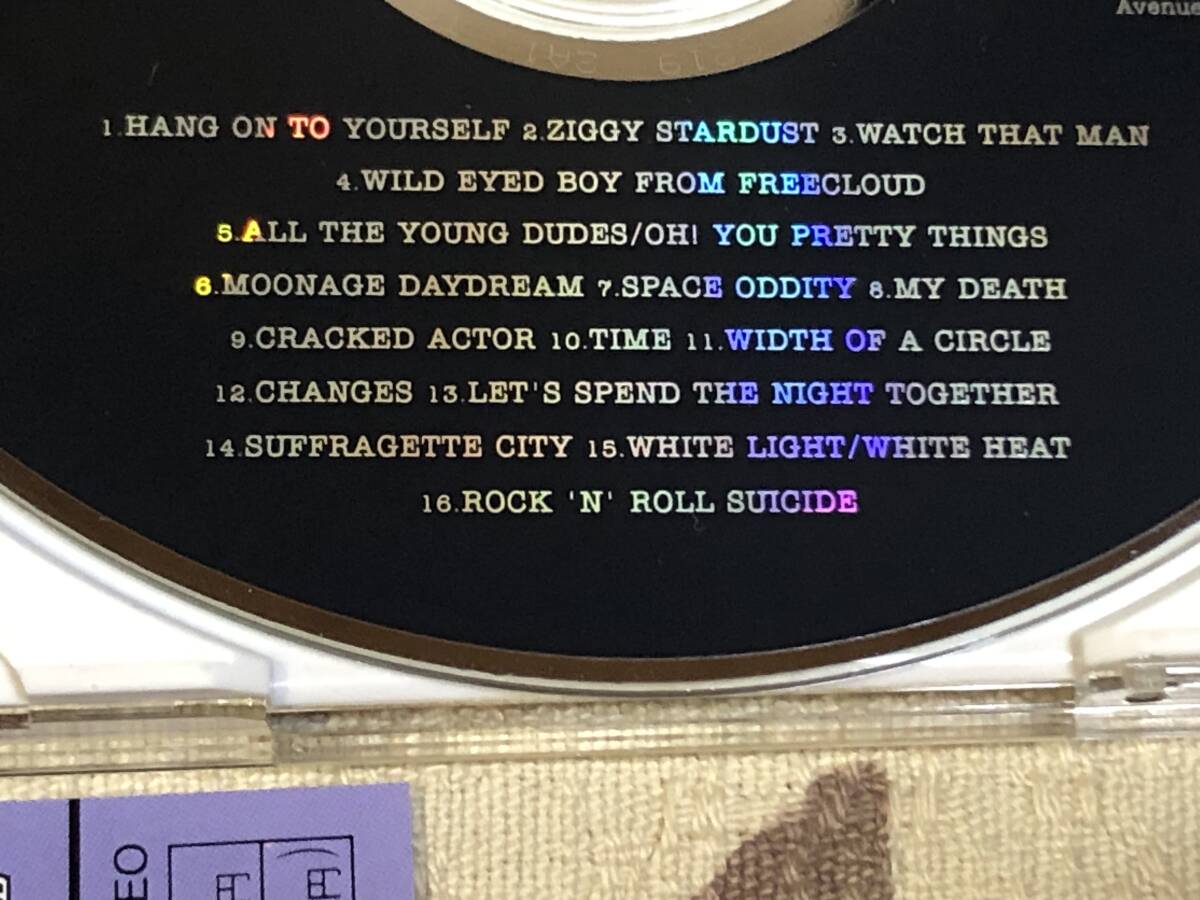 Avenue
1.HANG ON TO YOURSELF 2.ZIGGY STARDUST 3.WATCH THAT MAN
4.WILD EYED BOY FROM FREECLOUD
5.ALL THE YOUNG DUDES/OH! YOU PRETTY THINGS
6.MOONAGE DAYDREAM 7.SPACE ODDITY 8.MY DEATH
9.CRACKED ACTOR 10.TIME 11.WIDTH OF A CIRCLE
12.CHANGES 13.LET'S SPEND THE NIGHT TOGETHER
14.SUFFRAGETTE CITY 15.WHITE LIGHT/WHITE HEAT
16.ROCK 'N' ROLL SUICIDE